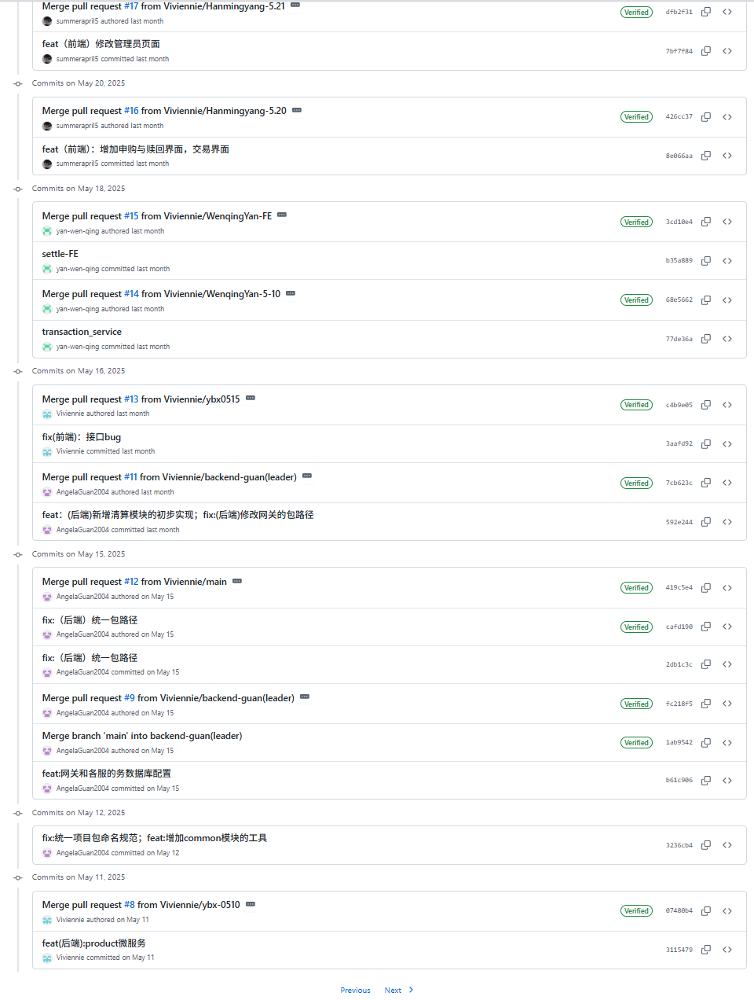 Merge pull request #17 from Viviennie/Hanmingyang-5.21
Verified
dfb2f31
summerapril5 authored last month
feat（前端）修改管理员页面
7bf7f84
summerapril5 committed last month
Commits on May 20, 2025
Merge pull request #16 from Viviennie/Hanmingyang-5.20
Verified
426cc37
summerapril5 authored last month
feat（前端）：增加申购与赎回界面，交易界面
8e066aa
summerapril5 committed last month
Commits on May 18, 2025
Merge pull request #15 from Viviennie/WenqingYan-FE
Verified
3cd10e4
yan-wen-qing authored last month
settle-FE
b35a889
yan-wen-qing committed last month
Merge pull request #14 from Viviennie/WenqingYan-5-10
Verified
68e5662
yan-wen-qing authored last month
transaction_service
77de36a
yan-wen-qing committed last month
Commits on May 16, 2025
Merge pull request #13 from Viviennie/ybx0515
Verified
c4b9e05
Viviennie authored last month
fix(前端)：接口bug
3aafd92
Viviennie committed last month
Merge pull request #11 from Viviennie/backend-guan(leader)
Verified
7cb623c
AngelaGuan2004 authored last month
feat：(后端)新增清算模块的初步实现；fix:(后端)修改网关的包路径
592e244
AngelaGuan2004 committed last month
Commits on May 15, 2025
Merge pull request #12 from Viviennie/main
Verified
419c5e4
AngelaGuan2004 authored on May 15
fix:（后端）统一包路径
Verified
cafd190
AngelaGuan2004 authored on May 15
fix:（后端）统一包路径
2db1c3c
AngelaGuan2004 committed on May 15
Merge pull request #9 from Viviennie/backend-guan(leader)
Verified
fc218f5
AngelaGuan2004 authored on May 15
Merge branch 'main' into backend-guan(leader)
Verified
1ab9542
AngelaGuan2004 authored on May 15
feat:网关和各服的务数据库配置
b61c906
AngelaGuan2004 committed on May 15
Commits on May 12, 2025
fix:统一项目包命名规范；feat:增加common模块的工具
3236cb4
AngelaGuan2004 committed on May 12
Commits on May 11, 2025
Merge pull request #8 from Viviennie/ybx-0510
Verified
07480b4
Viviennie authored on May 11
feat(后端):product微服务
3115479
Viviennie committed on May 11
Previous
Next